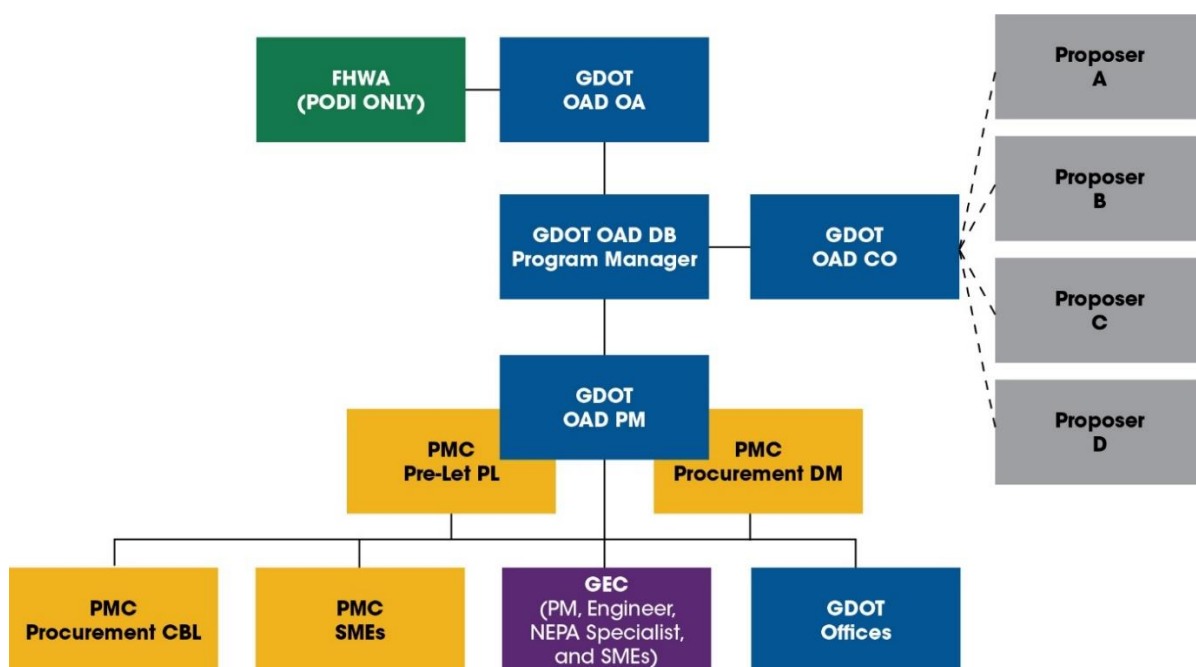 FHWA
(PODI ONLY)
GDOT
OAD OA
Proposer
A
Proposer
B
GDOT OAD DB
Program Manager
GDOT
OAD CO
Proposer
C
GDOT
OAD PM
Proposer
D
PMC
Pre-Let PL
PMC
Procurement DM
PMC
Procurement CBL
PMC
SMEs
GEC
(PM, Engineer,
NEPA Specialist,
and SMEs)
GDOT
Offices